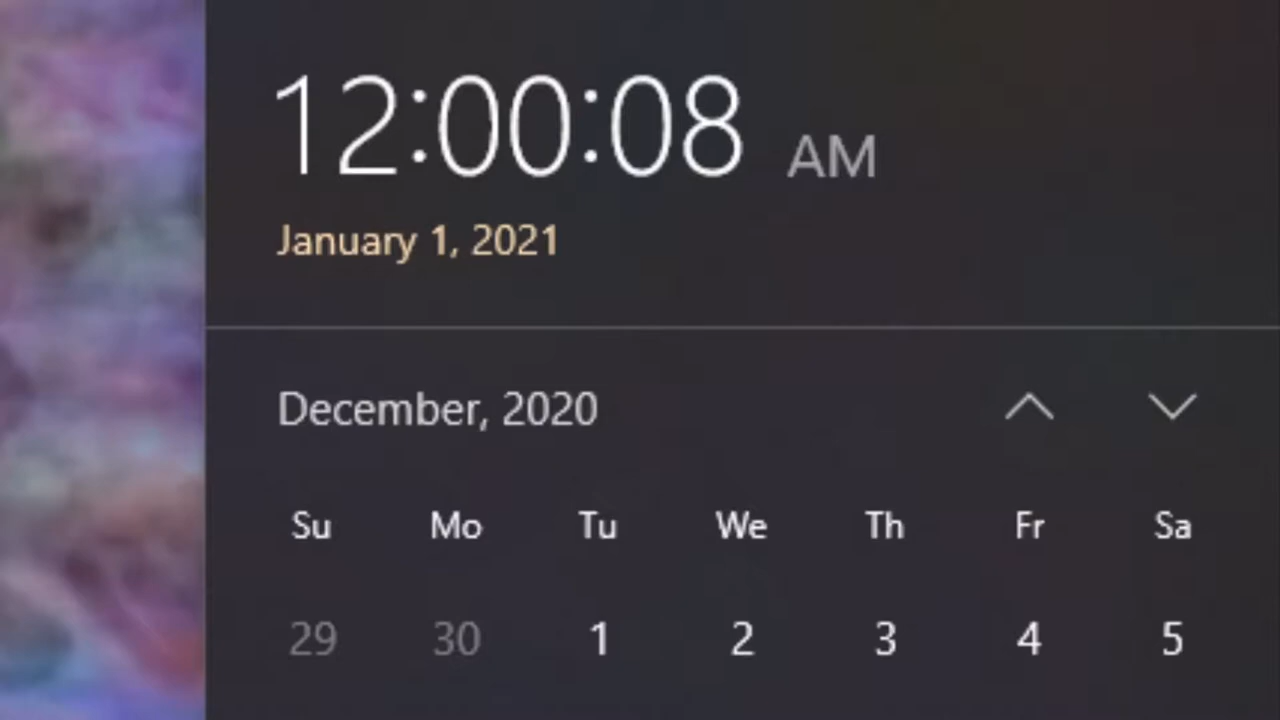 12:00:08 AM
January 1, 2021
December, 2020
Su Mo Tu We Th Fr Sa
29 30 1 2 3 4 5